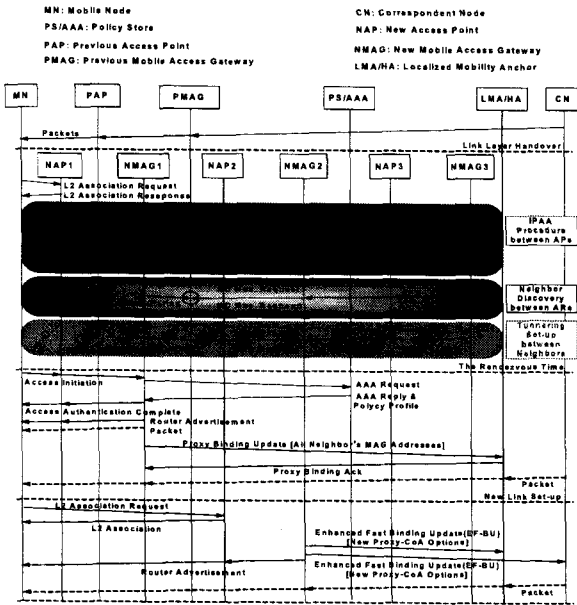 MN: Mobile Node
PS/AAA: Policy Store
PAP: Previous Access Point
PMAG: Previous Mobile Access Gateway
CN: Correspondent Node
NAP: New Access Point
NMAG: New Mobile Access Gateway
LMA/HA: Localized Mobility Anchor
MN
PAP
PMAG
PS/AAA
LMA/HA
CN
Packets
Link Layer Handover
NAP1
NMAG1
NAP2
NMAG2
NAP3
NMAG3
L2 Association Request
L2 Association Reseponse
IPAA
Procedure
between APs
Neighbor
Discovery
between ARs
Tunnering
Set-up
between
Neighbors
The Rendezvous Time
Access Initiation
AAA Request
AAA Reply &
Polycy Profile
Access Authentication Complete
Router Advertisement
Packet
Proxy Binding Update [All Neighbor's MAG Addresses]
Proxy Binding Ack
Packet
New Link Set-up
L2 Association Request
L2 Association
Enhanced Fast Binding Update(EF-BU)
[New Proxy-CoA Options]
Router Advertisement
Enhanced Fast Binding Update(EF-BU)
[New Proxy-CoA Options]
Packet